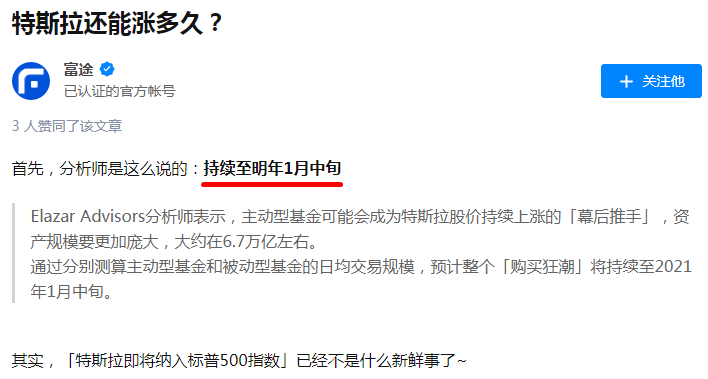 特斯拉还能涨多久？
富途
已认证的官方帐号
+ 关注他
3 人赞同了该文章
首先，分析师是这么说的：持续至明年1月中旬
Elazar Advisors分析师表示，主动型基金可能会成为特斯拉股价持续上涨的「幕后推手」，资
产规模要更加庞大，大约在6.7万亿左右。
通过分别测算主动型基金和被动型基金的日均交易规模，预计整个「购买狂潮」将持续至2021
年1月中旬。
其实，「特斯拉即将纳入标普500指数」已经不是什么新鲜事了~